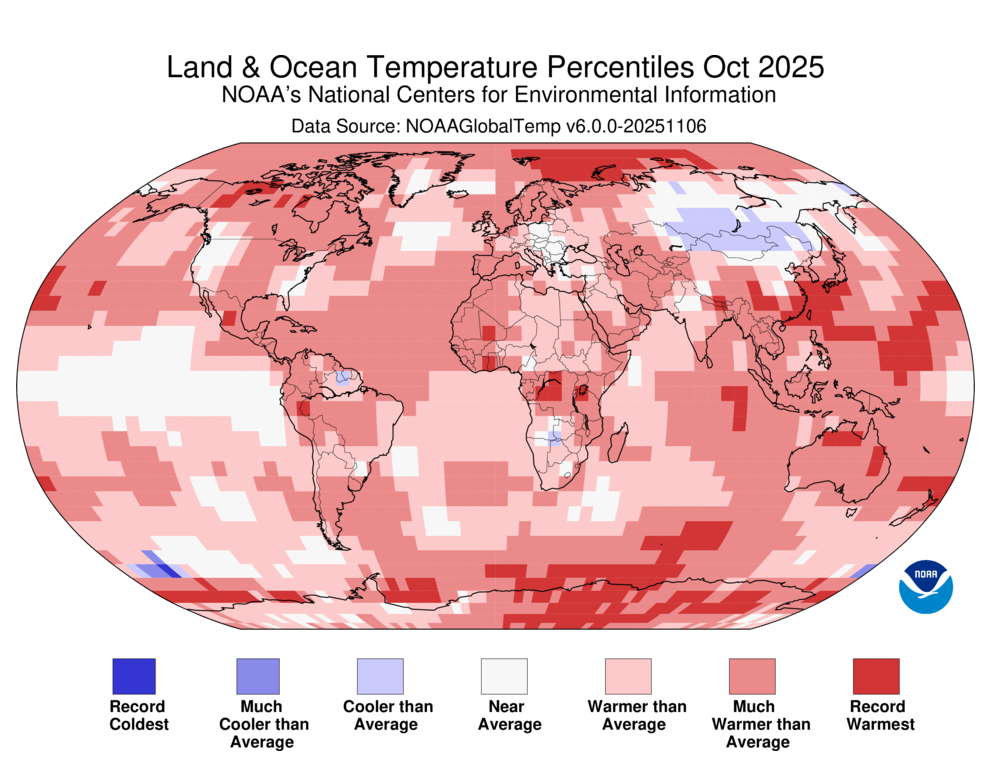 Land & Ocean Temperature Percentiles Oct 2025
NOAA's National Centers for Environmental Information
Data Source: NOAAGlobalTemp v6.0.0-20251106
NOAA
Record
Coldest
Much
Cooler than
Average
Cooler than
Average
Near
Average
Warmer than
Average
Much
Warmer than
Average
Record
Warmest